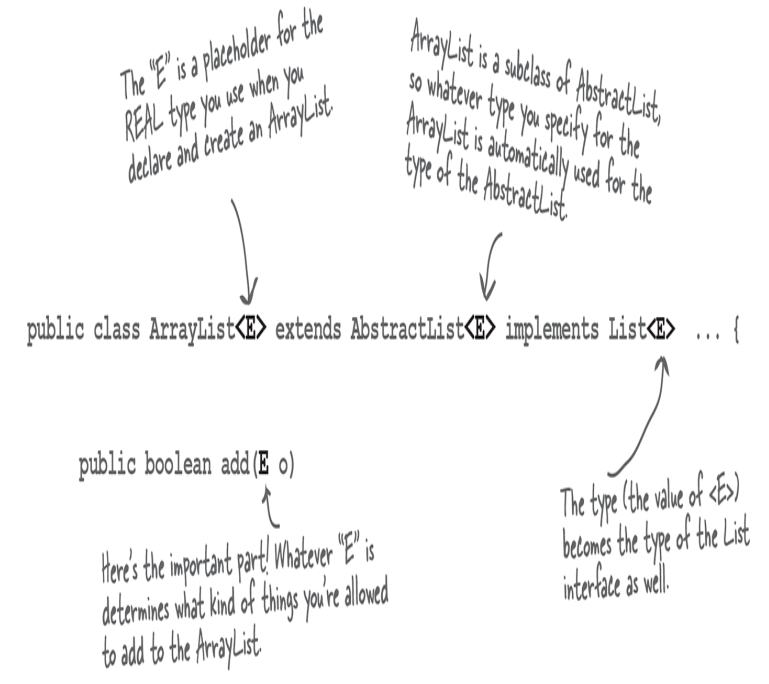 The "E" is a placeholder for the
REAL type you use when you
declare and create an ArrayList.
ArrayList is a subclass of AbstractList,
so whatever type you specify for the
ArrayList is automatically used for the
type of the AbstractList.
public class ArrayList<E> extends AbstractList<E> implements List<E> ... {
public boolean add(E o)
Here's the important part! Whatever "E" is
determines what kind of things you're allowed
to add to the ArrayList.
The type (the value of <E>)
becomes the type of the List
interface as well.